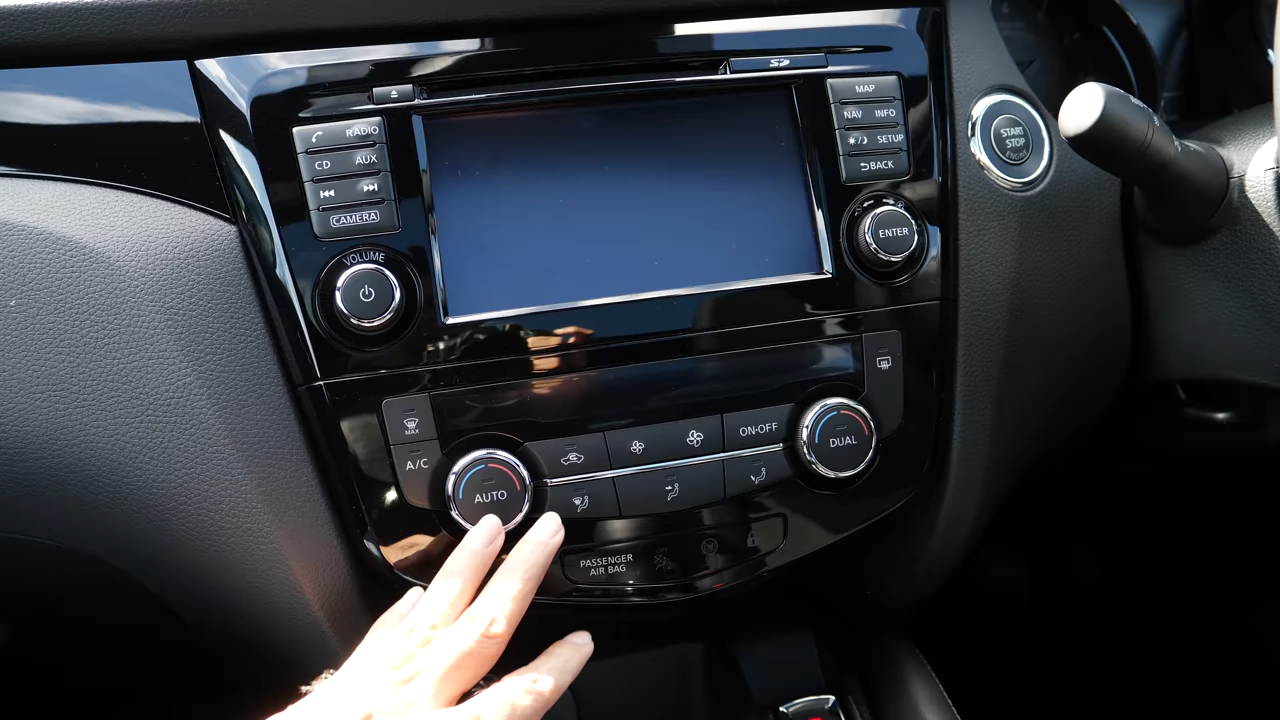 SD
RADIO
CD AUX
CAMERA
VOLUME
MAP
NAV INFO
SETUP
BACK
ENTER
START
STOP
ENGINE
MAX
A/C
AUTO
ON·OFF
DUAL
PASSENGER
AIR BAG